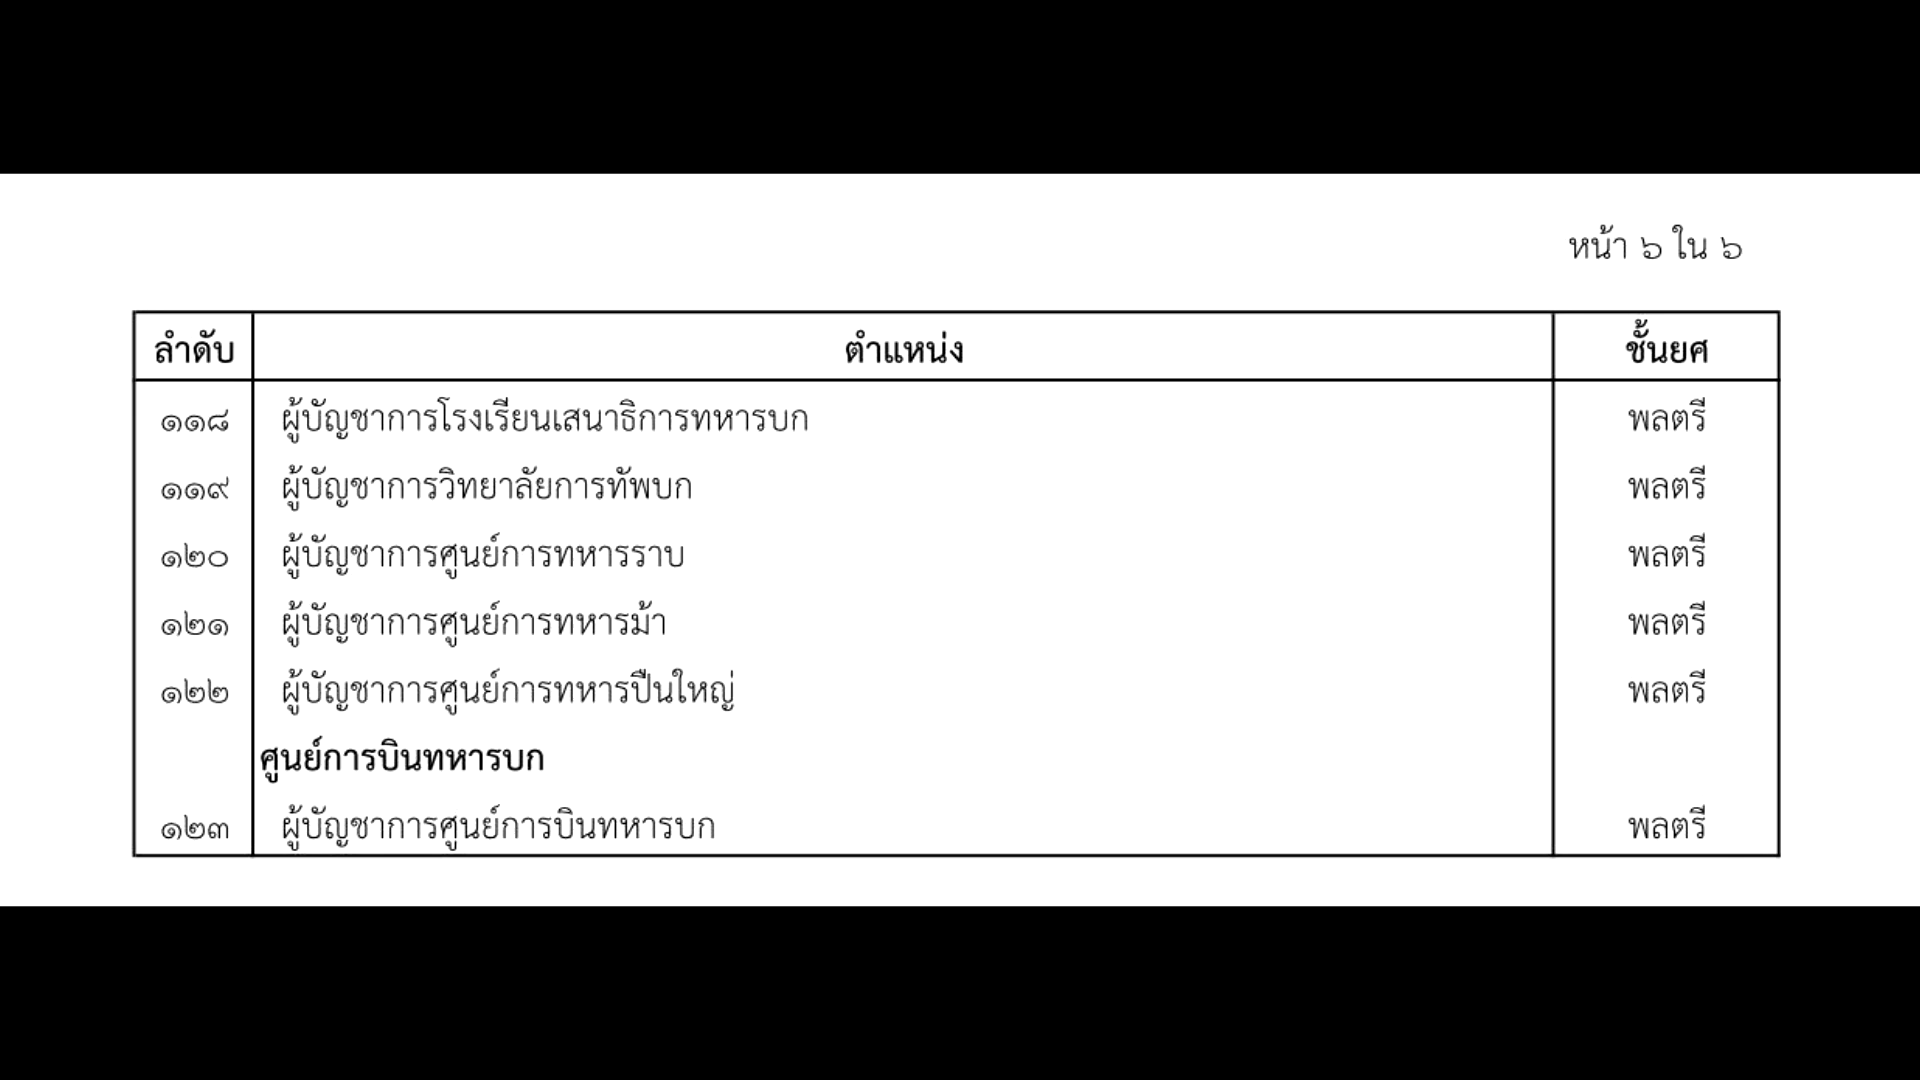 หน้า ๖ ใน ๖
ลำดับ ตำแหน่ง ชั้นยศ
๑๑๘ ผู้บัญชาการโรงเรียนเสนาธิการทหารบก พลตรี
๑๑๙ ผู้บัญชาการวิทยาลัยการทัพบก พลตรี
๑๒๐ ผู้บัญชาการศูนย์การทหารราบ พลตรี
๑๒๑ ผู้บัญชาการศูนย์การทหารม้า พลตรี
๑๒๒ ผู้บัญชาการศูนย์การทหารปืนใหญ่ พลตรี
ศูนย์การบินทหารบก
๑๒๓ ผู้บัญชาการศูนย์การบินทหารบก พลตรี